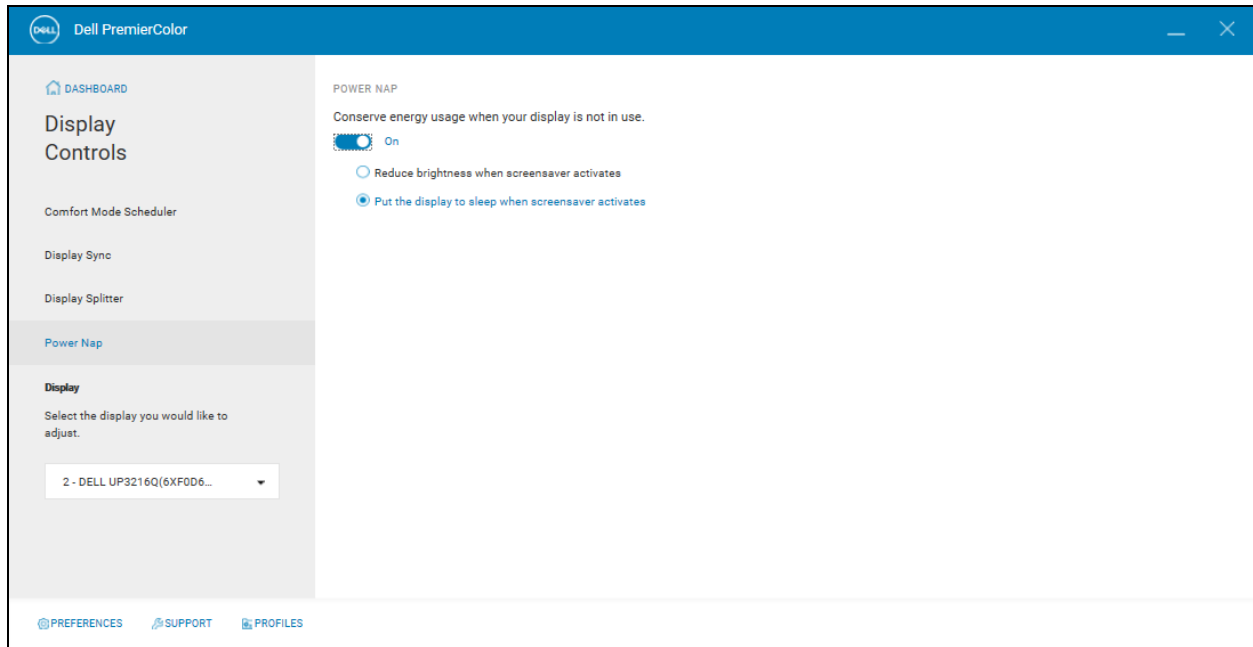 DELL
Dell PremierColor
DASHBOARD
Display
Controls
Comfort Mode Scheduler
Display Sync
Display Splitter
Power Nap
Display
Select the display you would like to
adjust.
2 - DELL UP3216Q(6XF0D6...
POWER NAP
Conserve energy usage when your display is not in use.
On
Reduce brightness when screensaver activates
Put the display to sleep when screensaver activates
PREFERENCES
SUPPORT
PROFILES